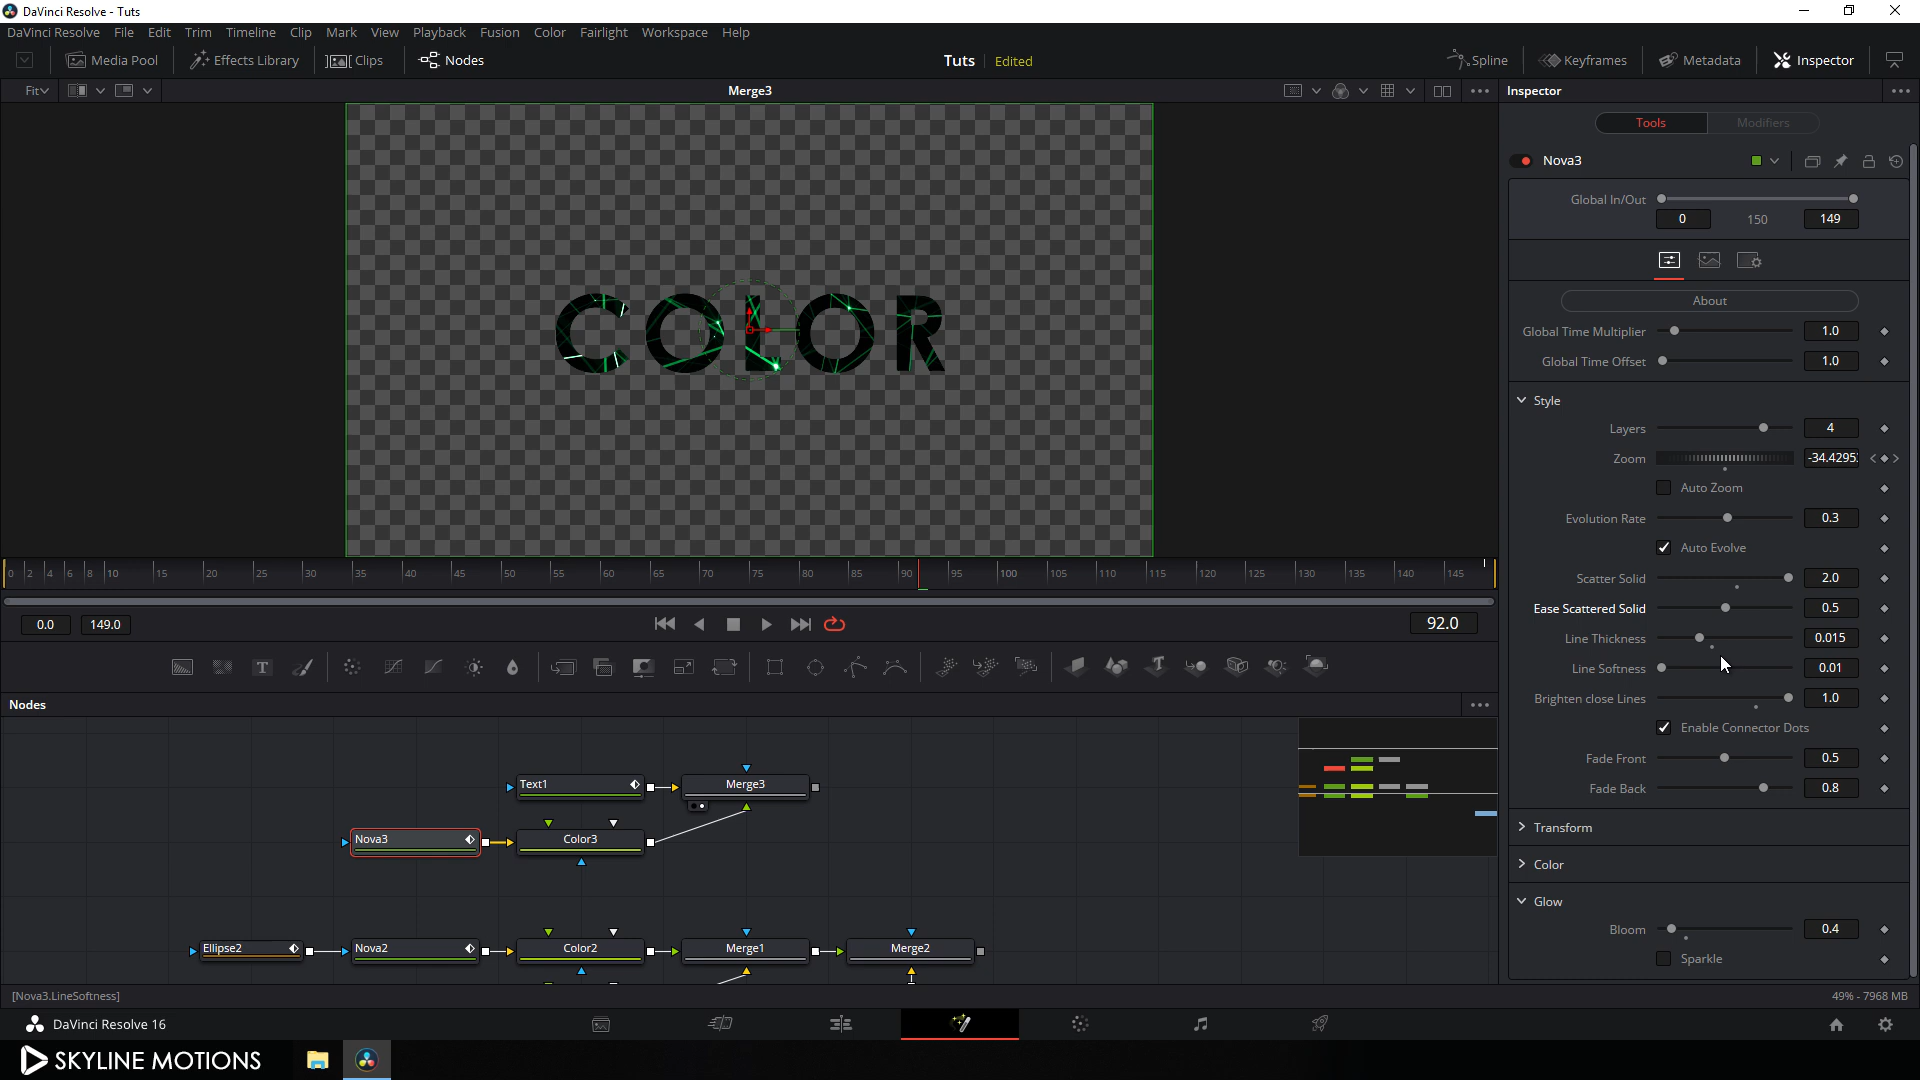 DaVinci Resolve - Tuts
DaVinci Resolve File Edit Trim Timeline Clip Mark View Playback Fusion Color Fairlight Workspace Help
Media Pool Effects Library Clips Nodes Tuts Edited Spline Keyframes Metadata Inspector
Fit Merge3 Inspector
Tools Modifiers
Nova3
Global In/Out
0 150 149
About
Global Time Multiplier 1.0
Global Time Offset 1.0
Style
Layers 4
Zoom -34.4295
Auto Zoom
Evolution Rate 0.3
Auto Evolve
Scatter Solid 2.0
Ease Scattered Solid 0.5
Line Thickness 0.015
Line Softness 0.01
Brighten close Lines 1.0
Enable Connector Dots
Fade Front 0.5
Fade Back 0.8
Transform
Color
Glow
Bloom 0.4
Sparkle
COLOR
0 2 4 6 8 10 15 20 25 30 35 40 45 50 55 60 65 70 75 80 85 90 95 100 105 110 115 120 125 130 135 140 145
0.0 149.0 92.0
T
Nodes
Text1 Merge3
Nova3 Color3
Ellipse2 Nova2 Color2 Merge1 Merge2
[Nova3.LineSoftness] 49% - 7968 MB
DaVinci Resolve 16
SKYLINE MOTIONS